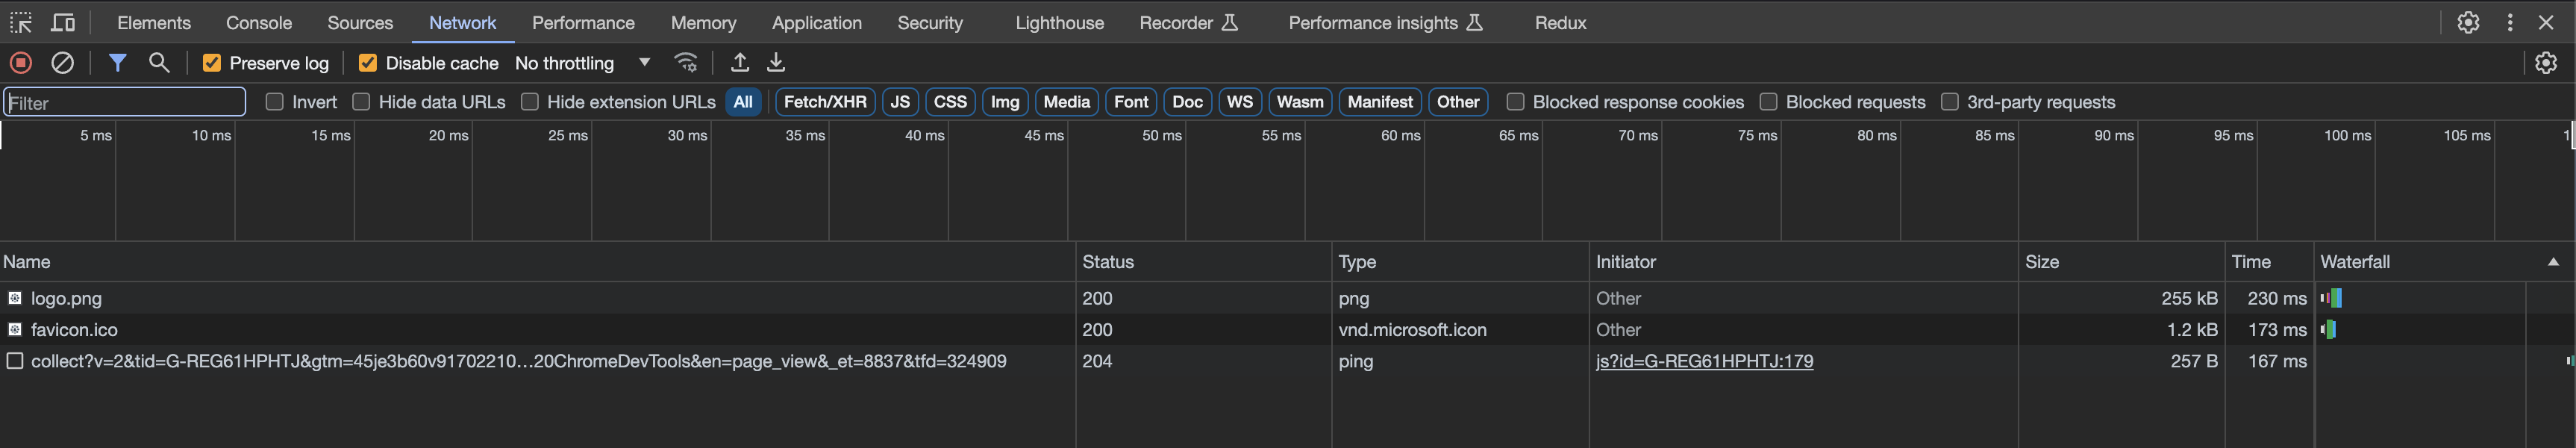 Elements Console Sources Network Performance Memory Application Security Lighthouse Recorder Performance insights Redux
Preserve log Disable cache No throttling
Filter Invert Hide data URLs Hide extension URLs All Fetch/XHR JS CSS Img Media Font Doc WS Wasm Manifest Other Blocked response cookies Blocked requests 3rd-party requests
5 ms 10 ms 15 ms 20 ms 25 ms 30 ms 35 ms 40 ms 45 ms 50 ms 55 ms 60 ms 65 ms 70 ms 75 ms 80 ms 85 ms 90 ms 95 ms 100 ms 105 ms 1
Name Status Type Initiator Size Time Waterfall
logo.png 200 png Other 255 kB 230 ms
favicon.ico 200 vnd.microsoft.icon Other 1.2 kB 173 ms
collect?v=2&tid=G-REG61HPHTJ&gtm=45je3b60v91702210…20ChromeDevTools&en=page_view&_et=8837&tfd=324909 204 ping js?id=G-REG61HPHTJ:179 257 B 167 ms